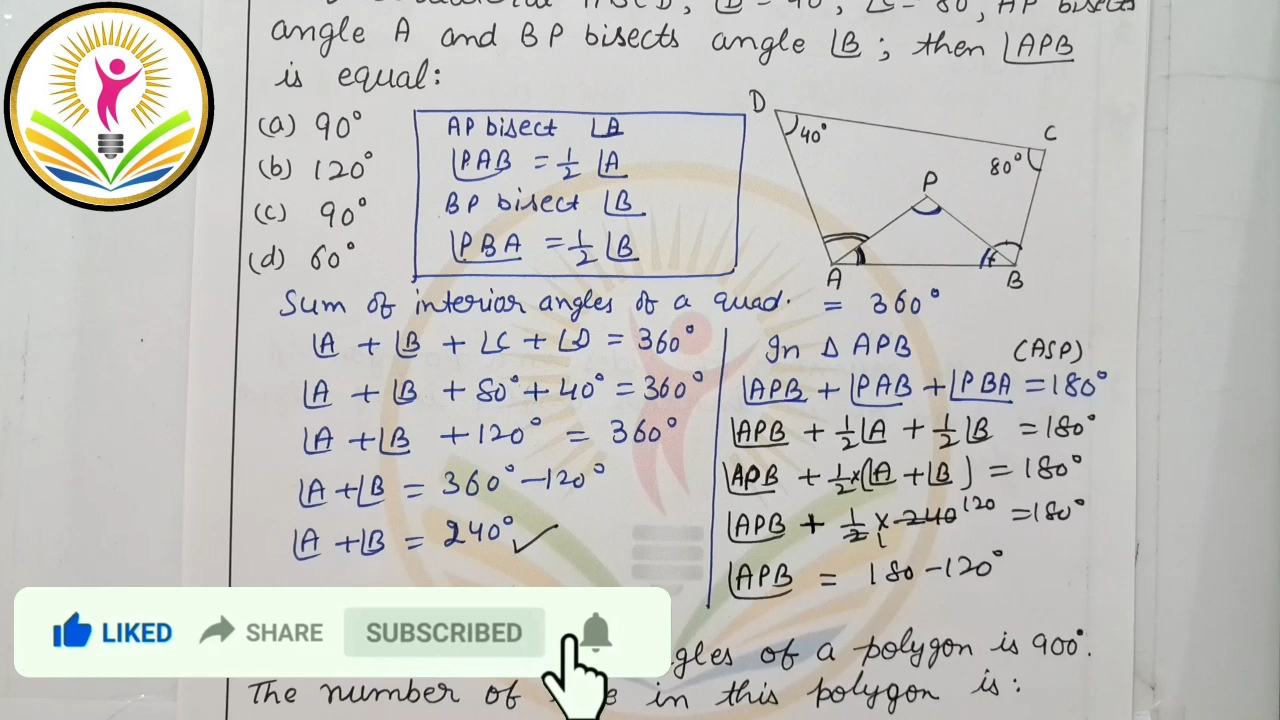 angle A and BP bisects angle ∠B ; then ∠APB
is equal:
(a) 90°
(b) 120°
(c) 90°
(d) 60°
AP bisect ∠A
∠PAB = 1/2 ∠A
BP bisect ∠B
∠PBA = 1/2 ∠B
D
40°
C
80°
P
A
B
Sum of interior angles of a quad. = 360°
∠A + ∠B + ∠C + ∠D = 360°
∠A + ∠B + 80° + 40° = 360°
∠A + ∠B + 120° = 360°
∠A + ∠B = 360° - 120°
∠A + ∠B = 240° ✓
In Δ APB (ASP)
∠APB + ∠PAB + ∠PBA = 180°
∠APB + 1/2 ∠A + 1/2 ∠B = 180°
∠APB + 1/2 × (∠A + ∠B) = 180°
∠APB + 1/2 × 240 120 = 180°
∠APB = 180 - 120°
LIKED SHARE SUBSCRIBED
gles of a polygon is 900°.
The number of in this polygon is: